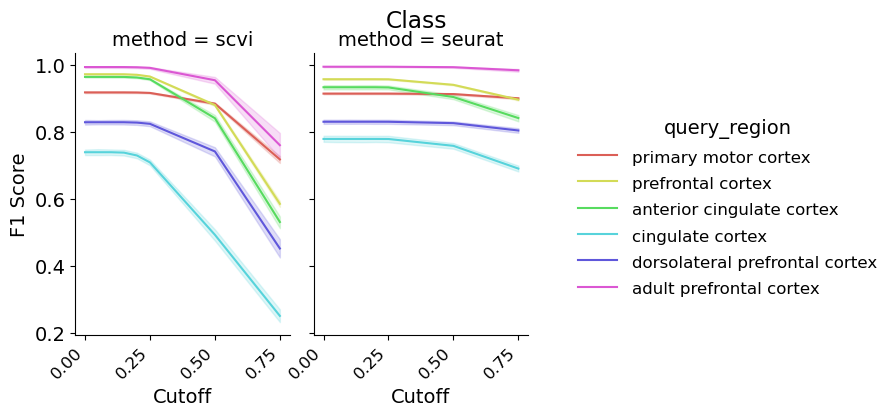 Class
method = scvi
method = seurat
F1 Score
1.0
0.8
0.6
0.4
0.2
0.00
0.25
0.50
0.75
Cutoff
0.00
0.25
0.50
0.75
Cutoff
query_region
primary motor cortex
prefrontal cortex
anterior cingulate cortex
cingulate cortex
dorsolateral prefrontal cortex
adult prefrontal cortex